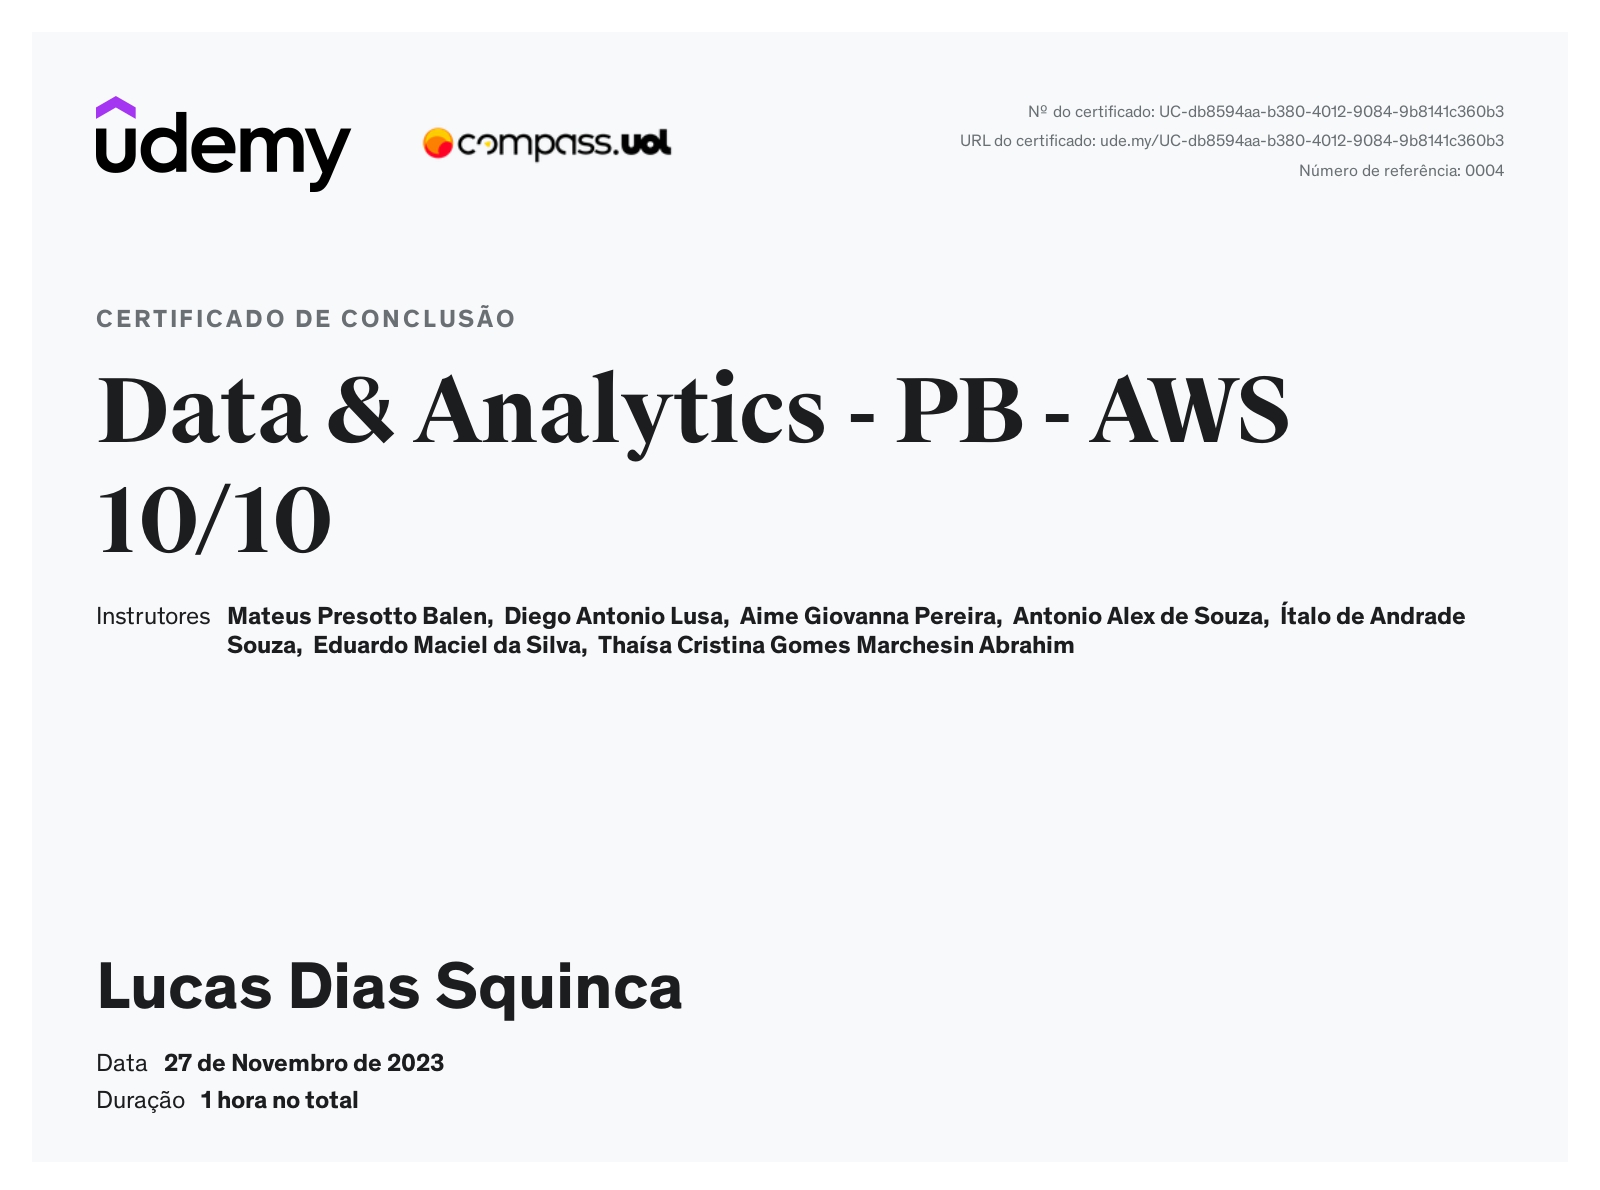 udemy
compass.uol
Nº do certificado: UC-db8594aa-b380-4012-9084-9b8141c360b3
URL do certificado: ude.my/UC-db8594aa-b380-4012-9084-9b8141c360b3
Número de referência: 0004
CERTIFICADO DE CONCLUSÃO
Data & Analytics - PB - AWS
10/10
Instrutores Mateus Presotto Balen, Diego Antonio Lusa, Aime Giovanna Pereira, Antonio Alex de Souza, Ítalo de Andrade
Souza, Eduardo Maciel da Silva, Thaísa Cristina Gomes Marchesin Abrahim
Lucas Dias Squinca
Data 27 de Novembro de 2023
Duração 1 hora no total